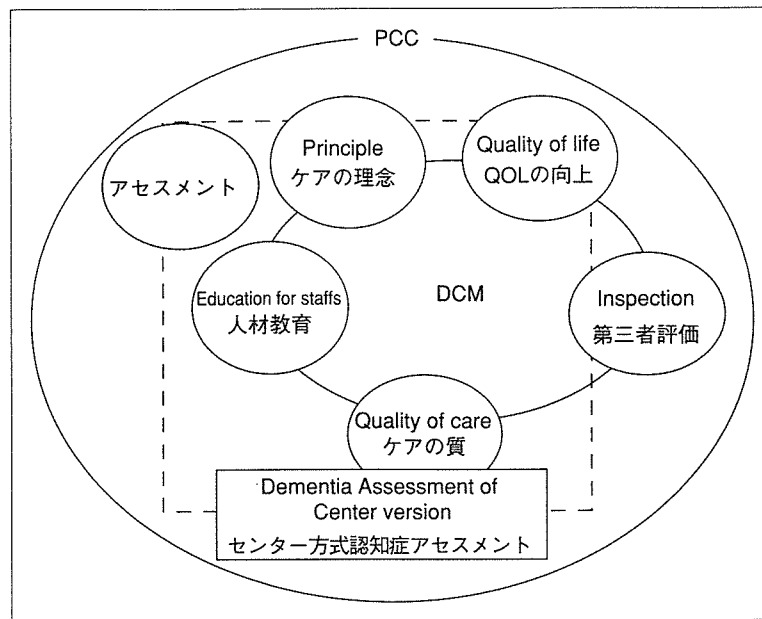 PCC
Principle
ケアの理念
Quality of life
QOLの向上
アセスメント
Education for staffs
人材教育
DCM
Inspection
第三者評価
Quality of care
ケアの質
Dementia Assessment of
Center version
センター方式認知症アセスメント